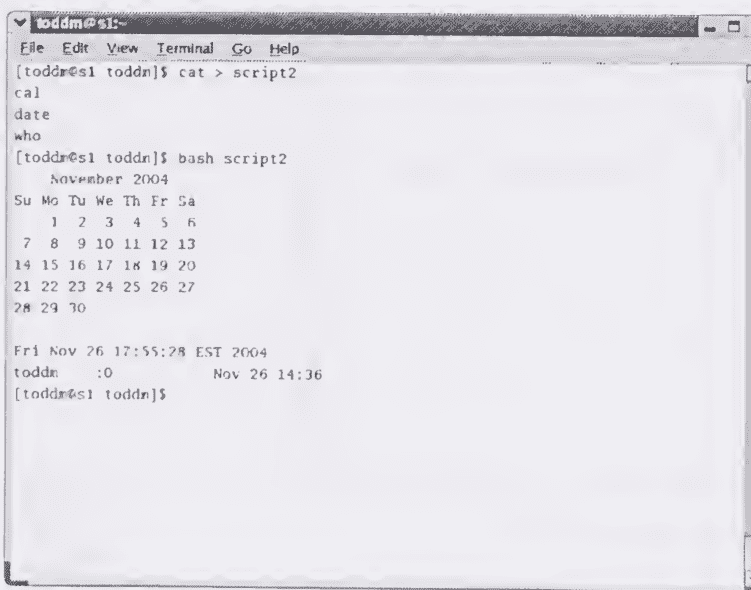 toddm@s1:~
File Edit View Terminal Go Help
[toddm@s1 toddm]$ cat > script2
cal
date
who
[toddm@s1 toddm]$ bash script2
November 2004
Su Mo Tu We Th Fr Sa
1 2 3 4 5 6
7 8 9 10 11 12 13
14 15 16 17 18 19 20
21 22 23 24 25 26 27
28 29 30
Fri Nov 26 17:55:28 EST 2004
toddm :0 Nov 26 14:36
[toddm@s1 toddm]$